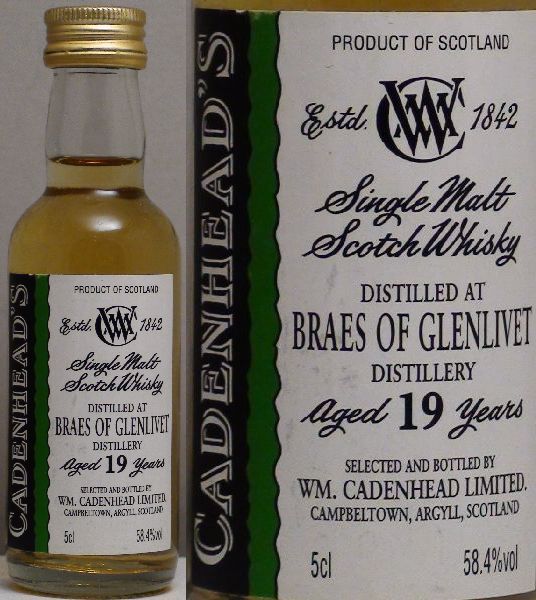 CADENHEAD'S
PRODUCT OF SCOTLAND
Estd. WC 1842
Single Malt
Scotch Whisky
DISTILLED AT
BRAES OF GLENLIVET
DISTILLERY
Aged 19 Years
SELECTED AND BOTTLED BY
WM. CADENHEAD LIMITED.
CAMPBELTOWN, ARGYLL, SCOTLAND
5cl 58.4%vol
CADENHEAD'S
PRODUCT OF SCOTLAND
Estd. WC 1842
Single Malt
Scotch Whisky
DISTILLED AT
BRAES OF GLENLIVET
DISTILLERY
Aged 19 Years
SELECTED AND BOTTLED BY
WM. CADENHEAD LIMITED.
CAMPBELTOWN, ARGYLL, SCOTLAND
5cl 58.4%vol